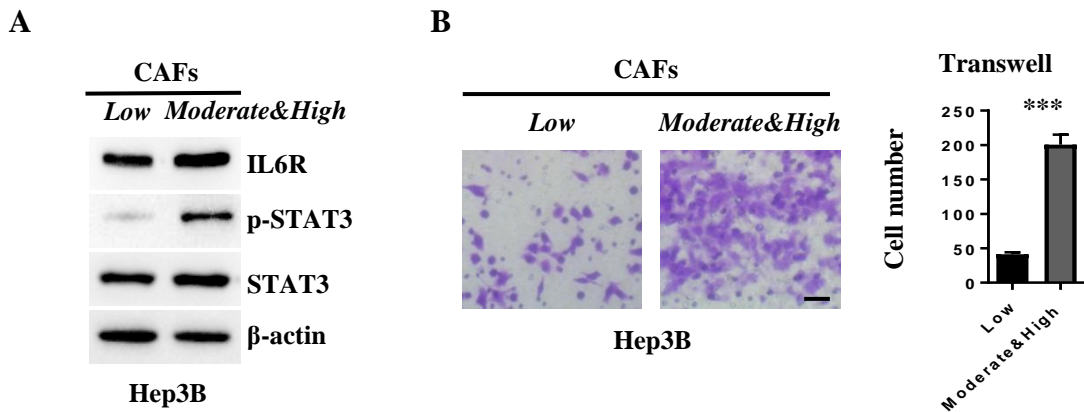 A
CAFs
Low Moderate&High
IL6R
p-STAT3
STAT3
β-actin
Hep3B
B
CAFs
Low Moderate&High
Hep3B
Transwell
***
Cell number
250
200
150
100
50
0
Low
Moderate&High